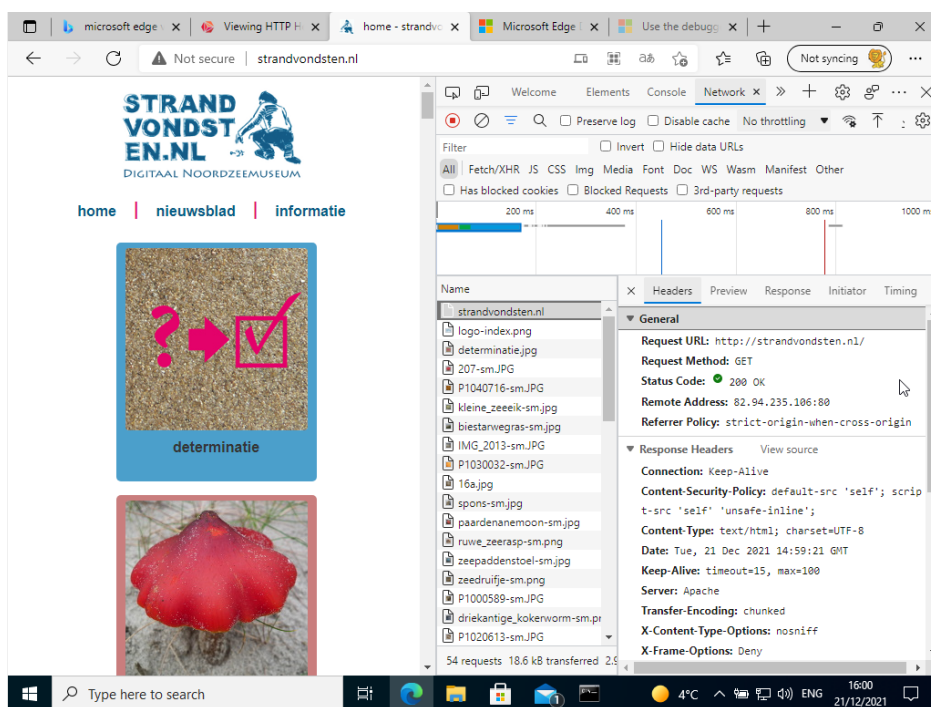 microsoft edge
Viewing HTTP H
home - strandvo
Microsoft Edge
Use the debugg
Not secure
strandvondsten.nl
Not syncing
STRAND
VONDST
EN.NL
DIGITAAL NOORDZEEMUSEUM
home | nieuwsblad | informatie
determinatie
Welcome Elements Console Network
Preserve log Disable cache No throttling
Filter Invert Hide data URLs
All Fetch/XHR JS CSS Img Media Font Doc WS Wasm Manifest Other
Has blocked cookies Blocked Requests 3rd-party requests
200 ms 400 ms 600 ms 800 ms 1000 m
Name
strandvondsten.nl
logo-index.png
determinatie.jpg
207-sm.JPG
P1040716-sm.JPG
kleine_zeeeik-sm.jpg
biestarwegras-sm.jpg
IMG_2013-sm.JPG
P1030032-sm.JPG
16a.jpg
spons-sm.jpg
paardenanemoon-sm.jpg
ruwe_zeerasp-sm.png
zeepaddenstoel-sm.jpg
zeedruifje-sm.png
P1000589-sm.JPG
driekantige_kokerworm-sm.pr
P1020613-sm.JPG
54 requests 18.6 kB transferred 2.9
Headers Preview Response Initiator Timing
General
Request URL: http://strandvondsten.nl/
Request Method: GET
Status Code: 200 OK
Remote Address: 82.94.235.106:80
Referrer Policy: strict-origin-when-cross-origin
Response Headers View source
Connection: Keep-Alive
Content-Security-Policy: default-src 'self'; scrip
t-src 'self' 'unsafe-inline';
Content-Type: text/html; charset=UTF-8
Date: Tue, 21 Dec 2021 14:59:21 GMT
Keep-Alive: timeout=15, max=100
Server: Apache
Transfer-Encoding: chunked
X-Content-Type-Options: nosniff
X-Frame-Options: Deny
Type here to search
4°C
ENG
16:00
21/12/2021